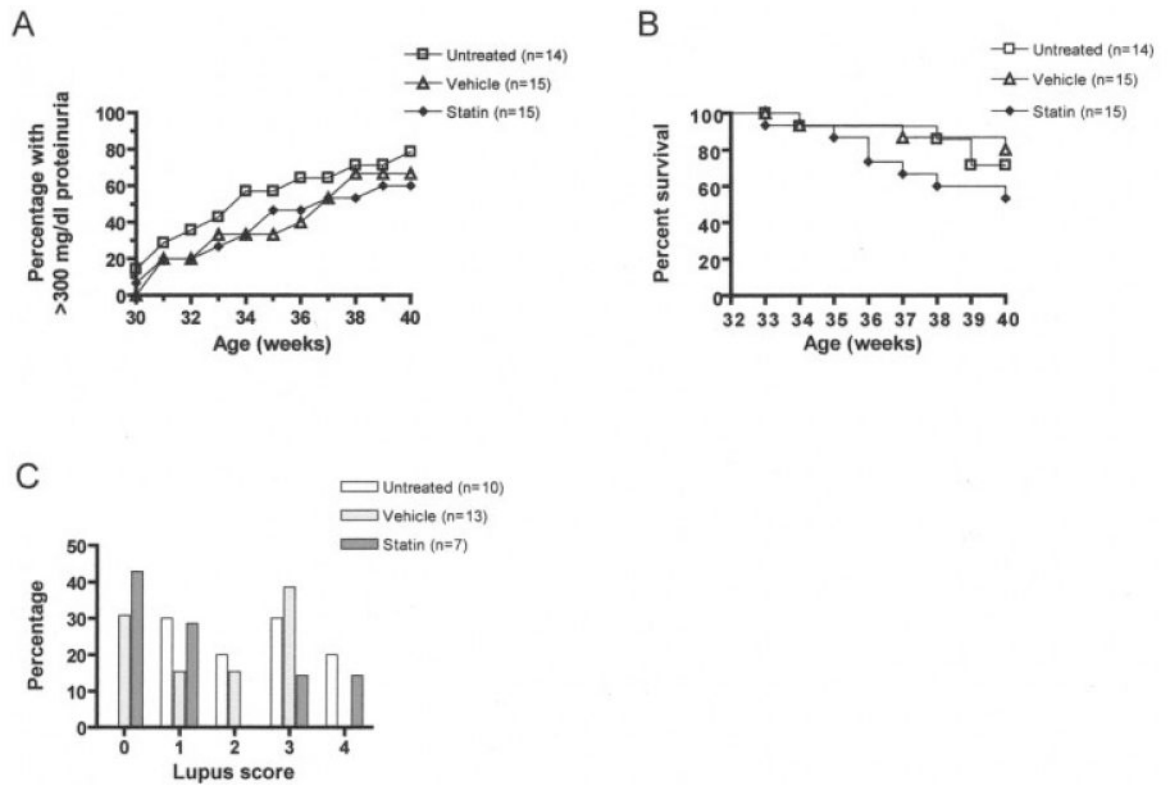 A
Untreated (n=14)
Vehicle (n=15)
Statin (n=15)
Percentage with
>300 mg/dl proteinuria
100
80
60
40
20
0
30 32 34 36 38 40
Age (weeks)
B
Untreated (n=14)
Vehicle (n=15)
Statin (n=15)
Percent survival
100
80
60
40
20
0
32 33 34 35 36 37 38 39 40
Age (weeks)
C
Untreated (n=10)
Vehicle (n=13)
Statin (n=7)
Percentage
50
40
30
20
10
0
0 1 2 3 4
Lupus score